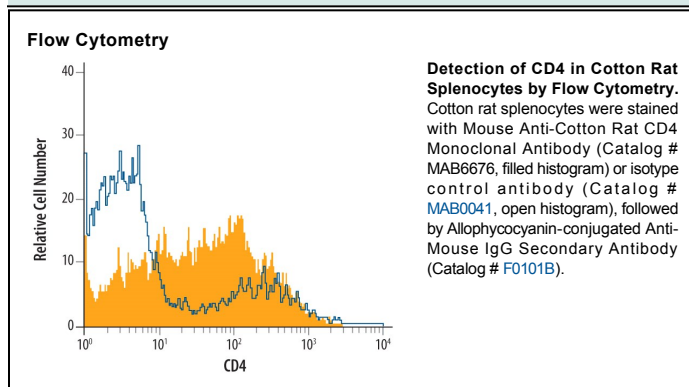 Flow Cytometry
Detection of CD4 in Cotton Rat
Splenocytes by Flow Cytometry.
Cotton rat splenocytes were stained
with Mouse Anti-Cotton Rat CD4
Monoclonal Antibody (Catalog #
MAB6676, filled histogram) or isotype
control antibody (Catalog #
MAB0041, open histogram), followed
by Allophycocyanin-conjugated Anti-
Mouse IgG Secondary Antibody
(Catalog # F0101B).
Relative Cell Number
40
30
20
10
0
10⁰ 10¹ 10² 10³ 10⁴
CD4